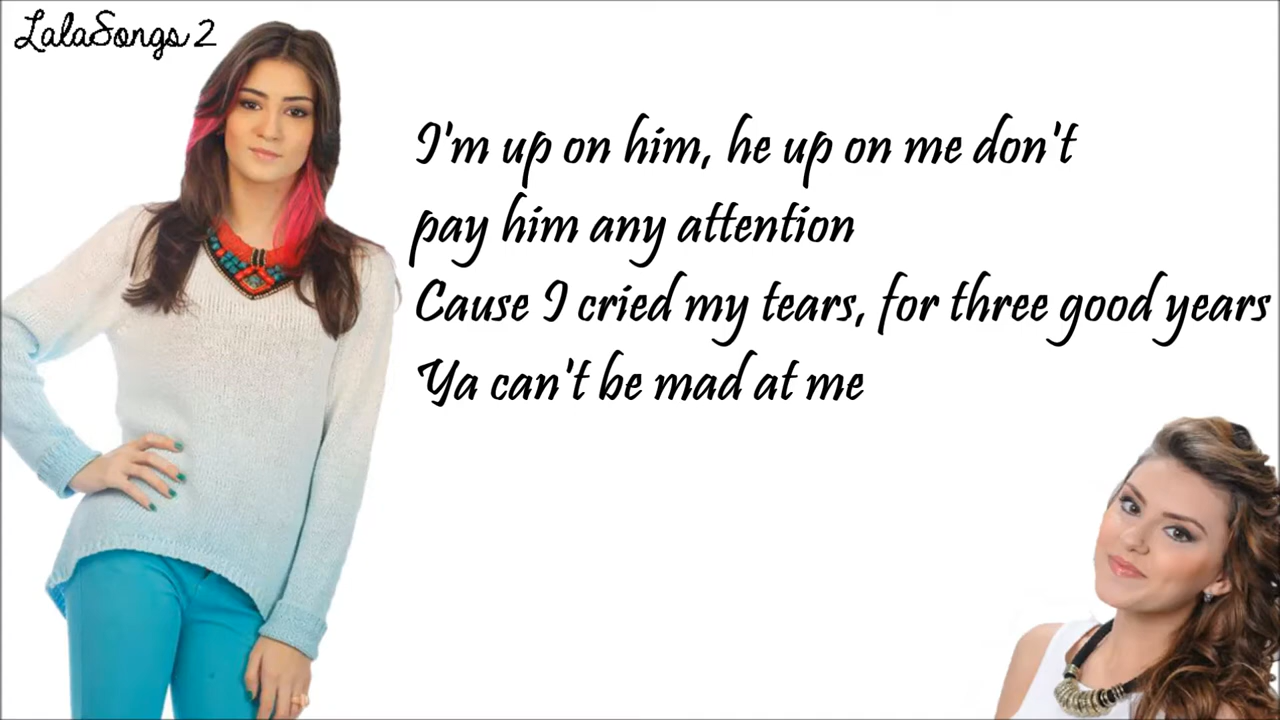 LalaSongs 2
I'm up on him, he up on me don't
pay him any attention
Cause I cried my tears, for three good years
Ya can't be mad at me